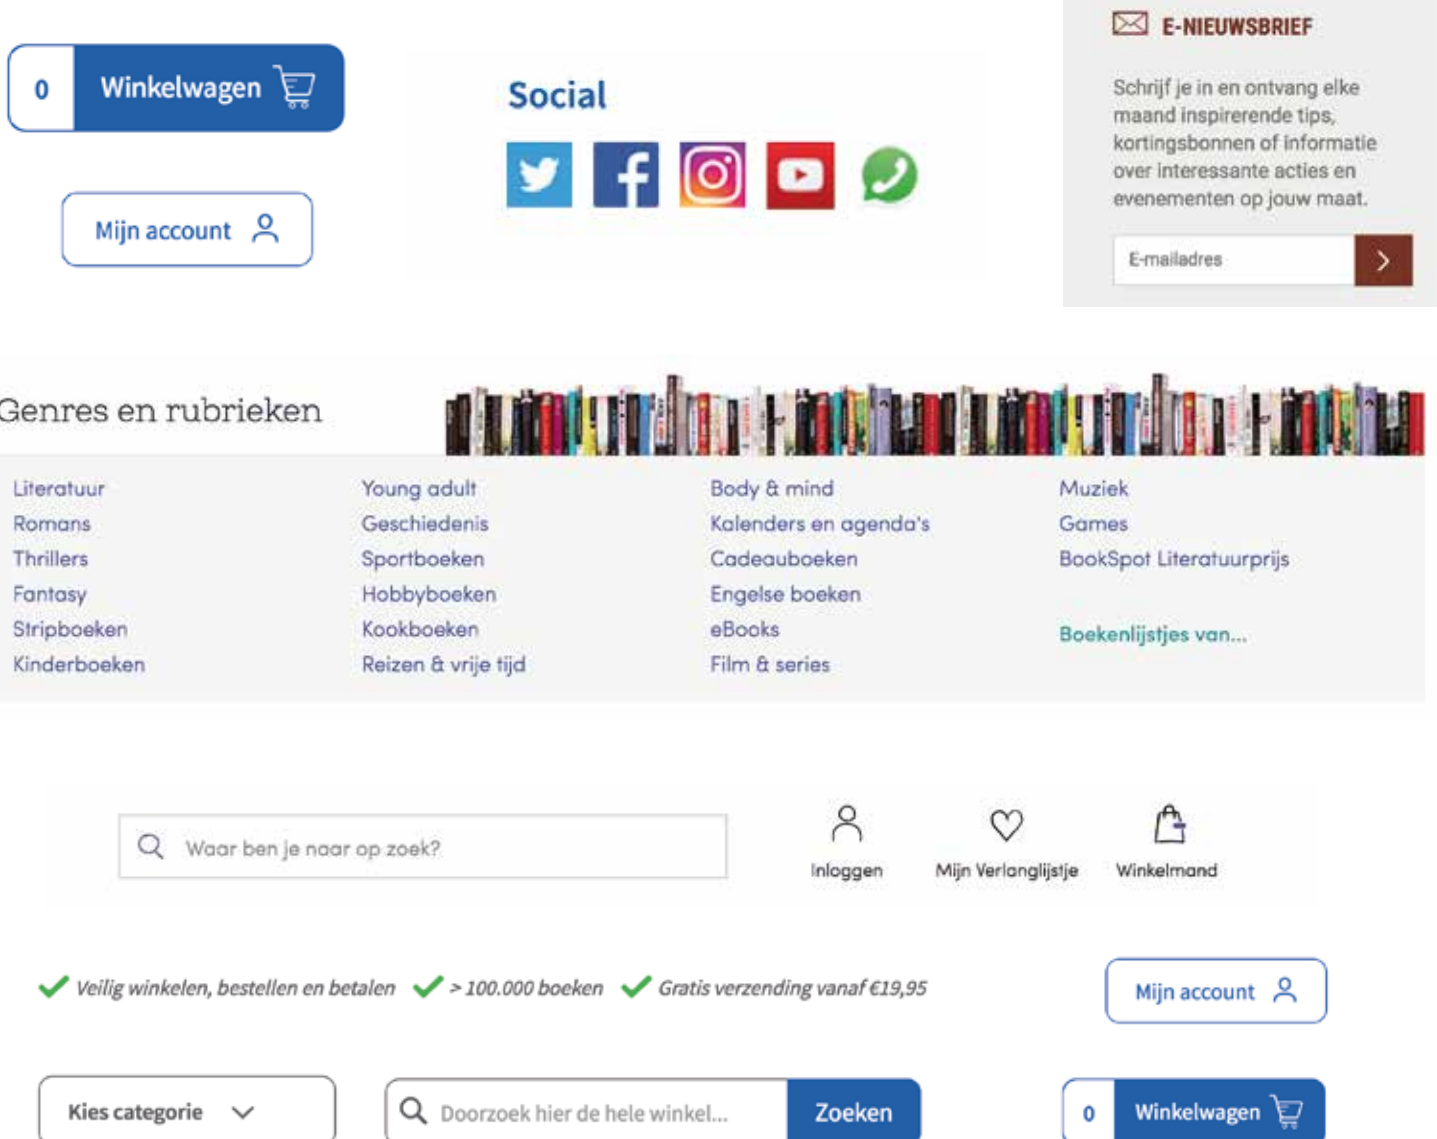 0 Winkelwagen
Mijn account
Social
E-NIEUWSBRIEF
Schrijf je in en ontvang elke
maand inspirerende tips,
kortingsbonnen of informatie
over interessante acties en
evenementen op jouw maat.
E-mailadres
Genres en rubrieken
Literatuur
Romans
Thrillers
Fantasy
Stripboeken
Kinderboeken
Young adult
Geschiedenis
Sportboeken
Hobbyboeken
Kookboeken
Reizen & vrije tijd
Body & mind
Kalenders en agenda's
Cadeauboeken
Engelse boeken
eBooks
Film & series
Muziek
Games
BookSpot Literatuurprijs
Boekenlijstjes van...
Waar ben je naar op zoek?
Inloggen
Mijn Verlanglijstje
Winkelmand
Veilig winkelen, bestellen en betalen > 100.000 boeken Gratis verzending vanaf €19,95
Mijn account
Kies categorie
Doorzoek hier de hele winkel...
Zoeken
0 Winkelwagen